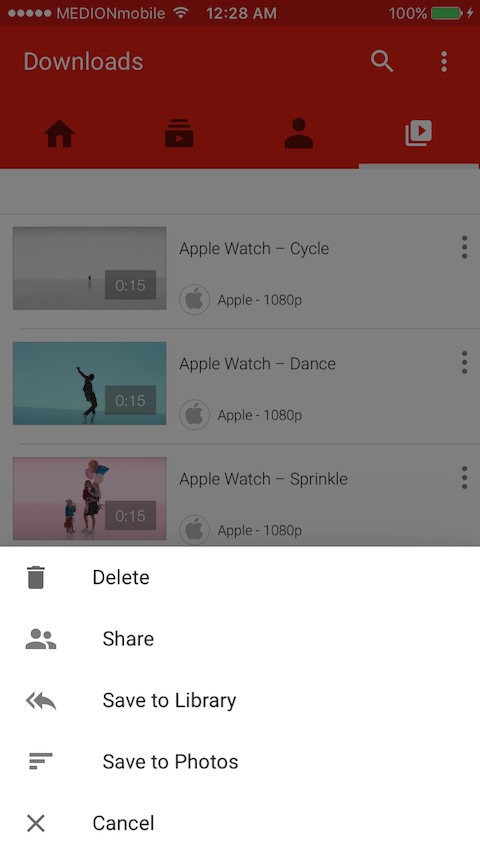 MEDIONmobile 12:28 AM 100%
Downloads
Apple Watch – Cycle
0:15
Apple - 1080p
Apple Watch – Dance
0:15
Apple - 1080p
Apple Watch – Sprinkle
0:15
Apple - 1080p
Delete
Share
Save to Library
Save to Photos
Cancel